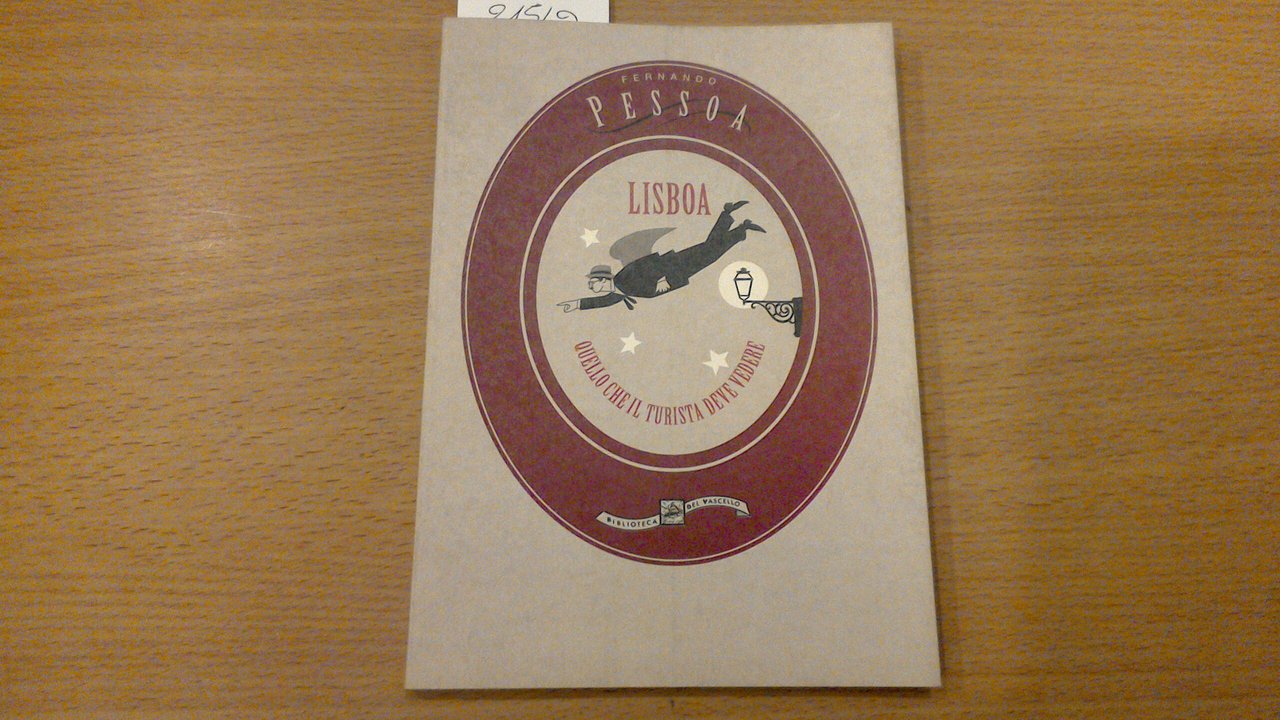 FERNANDO
PESSOA
LISBOA
QUELLO CHE IL TURISTA DEVE VEDERE
BIBLIOTECA DEL VASCELLO